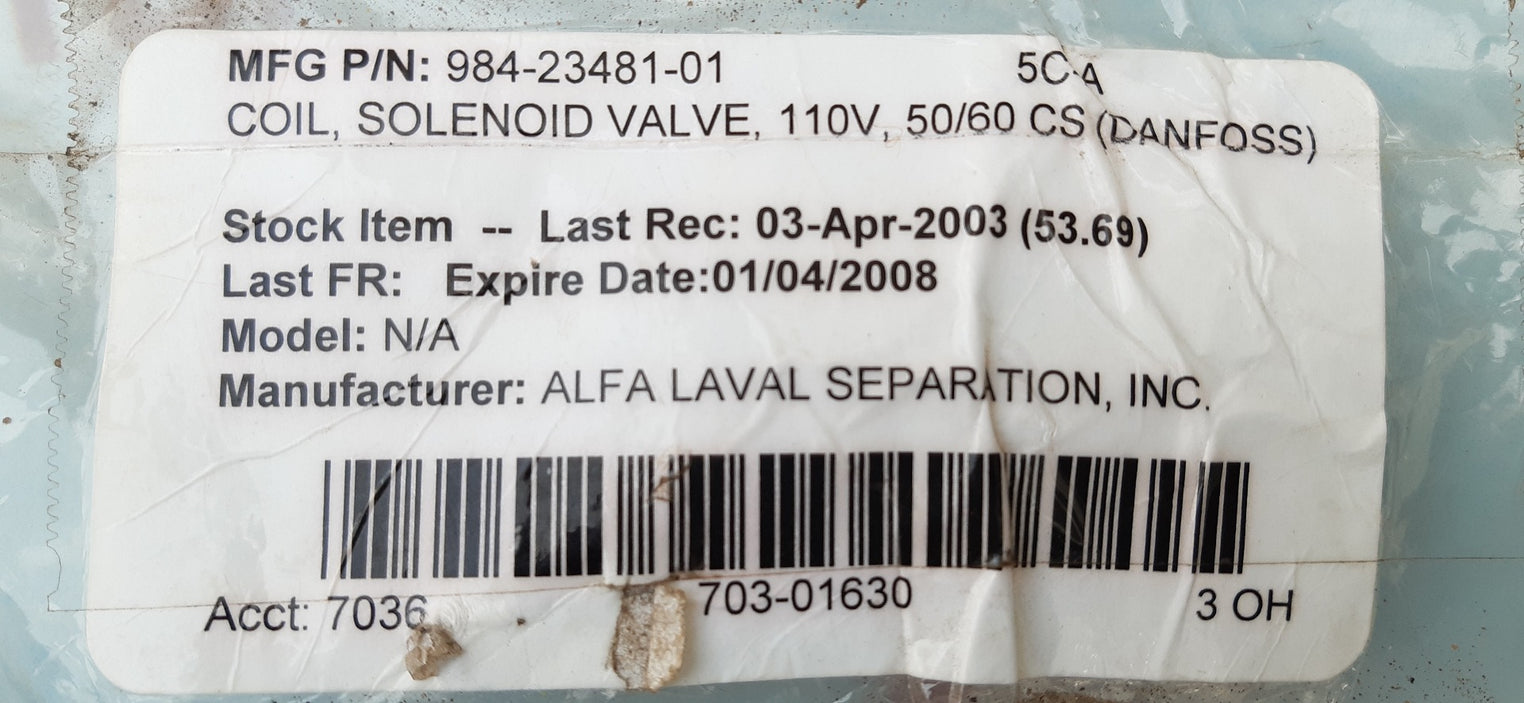 MFG P/N: 984-23481-01 5C-A
COIL, SOLENOID VALVE, 110V, 50/60 CS (DANFOSS)
Stock Item -- Last Rec: 03-Apr-2003 (53.69)
Last FR: Expire Date:01/04/2008
Model: N/A
Manufacturer: ALFA LAVAL SEPARATION, INC.
Acct: 7036 703-01630 3 OH